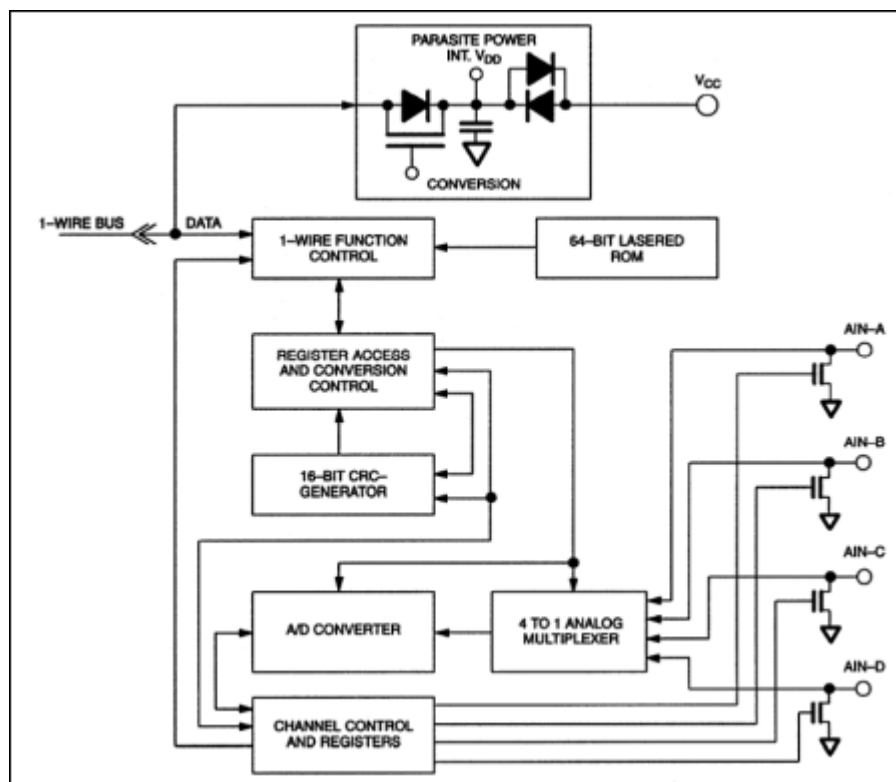 PARASITE POWER
INT. VDD
VCC
CONVERSION
1–WIRE BUS
DATA
1–WIRE FUNCTION
CONTROL
64–BIT LASERED
ROM
REGISTER ACCESS
AND CONVERSION
CONTROL
AIN–A
16–BIT CRC–
GENERATOR
AIN–B
AIN–C
A/D CONVERTER
4 TO 1 ANALOG
MULTIPLEXER
AIN–D
CHANNEL CONTROL
AND REGISTERS